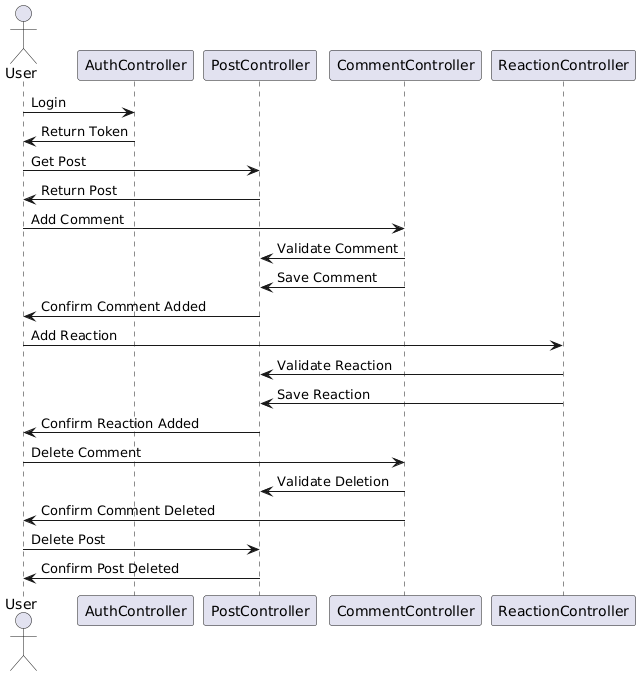 User
AuthController
PostController
CommentController
ReactionController
Login
Return Token
Get Post
Return Post
Add Comment
Validate Comment
Save Comment
Confirm Comment Added
Add Reaction
Validate Reaction
Save Reaction
Confirm Reaction Added
Delete Comment
Validate Deletion
Confirm Comment Deleted
Delete Post
Confirm Post Deleted
User
AuthController
PostController
CommentController
ReactionController